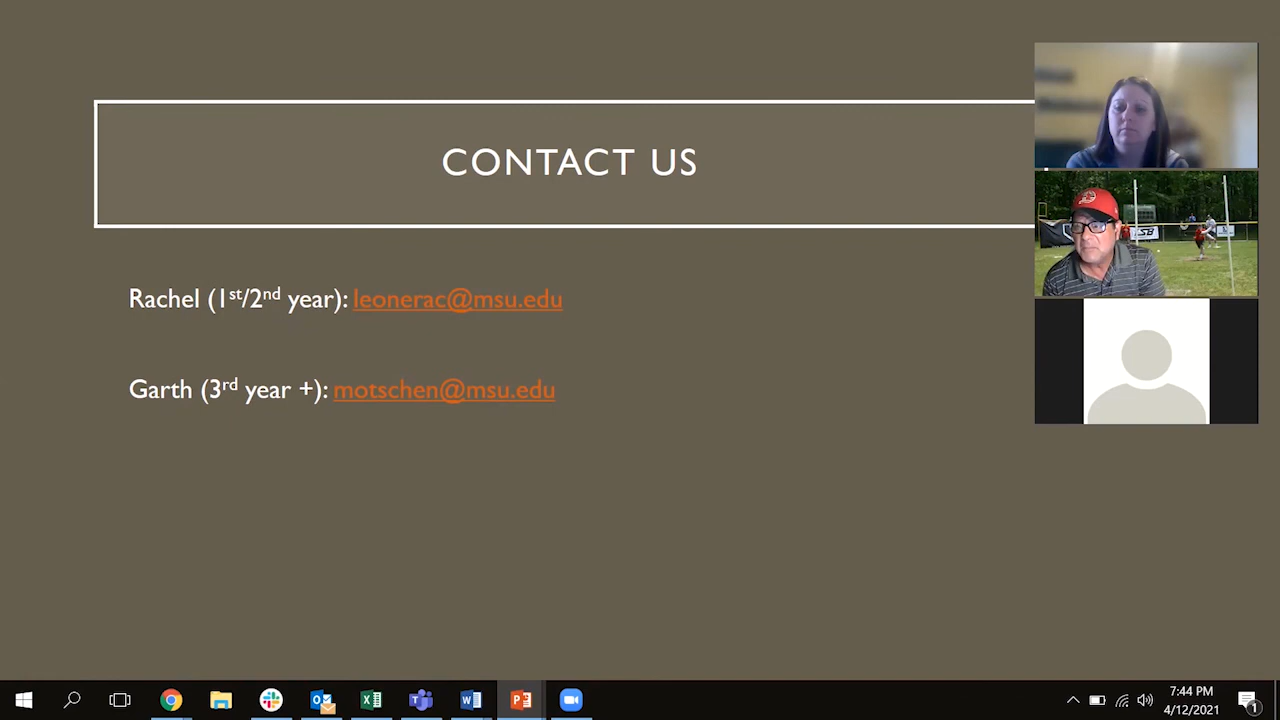 CONTACT US
Rachel (1st/2nd year): leonerac@msu.edu
Garth (3rd year +): motschen@msu.edu
7:44 PM
4/12/2021
1